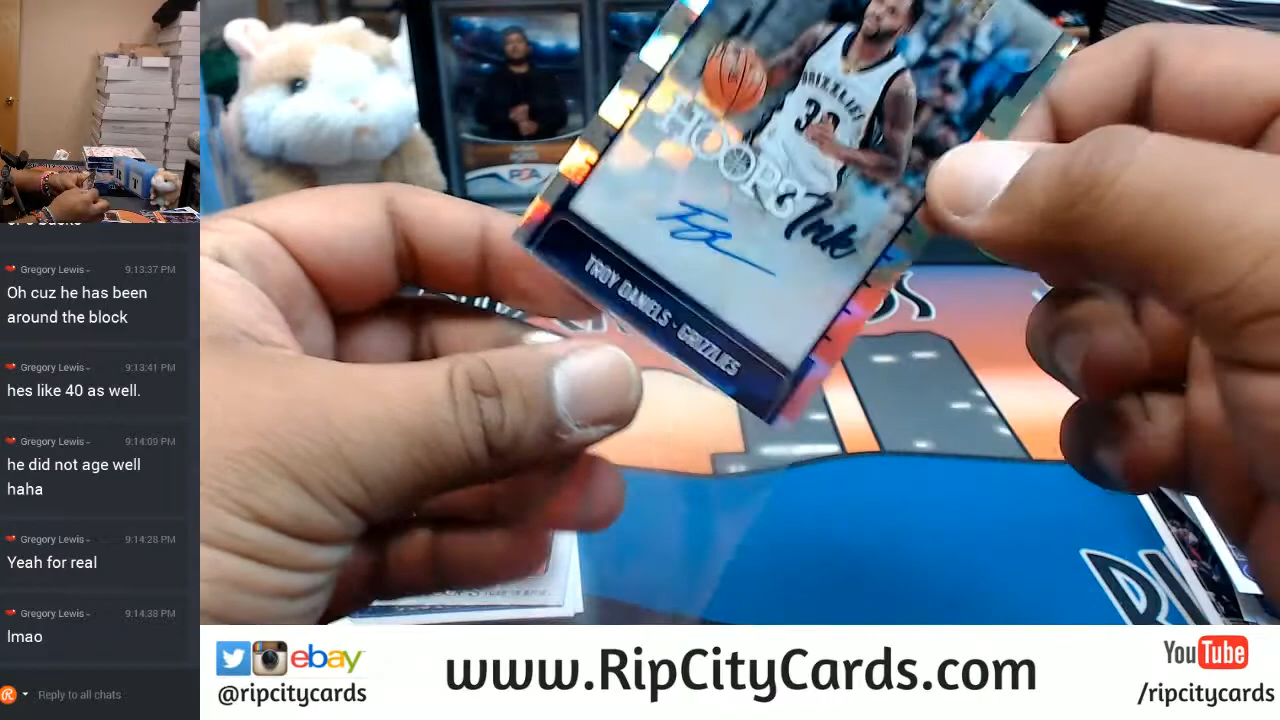 Gregory Lewis -
9:13:37 PM
Oh cuz he has been
around the block
Gregory Lewis -
9:13:41 PM
hes like 40 as well.
Gregory Lewis -
9:14:09 PM
he did not age well
haha
Gregory Lewis -
9:14:28 PM
Yeah for real
Gregory Lewis -
9:14:38 PM
lmao
Reply to all chats
PSA
GRIZZLIES
HOOPS
Ink
TROY DANIELS - GRIZZLIES
ebay
@ripcitycards
www.RipCityCards.com
YouTube
/ripcitycards